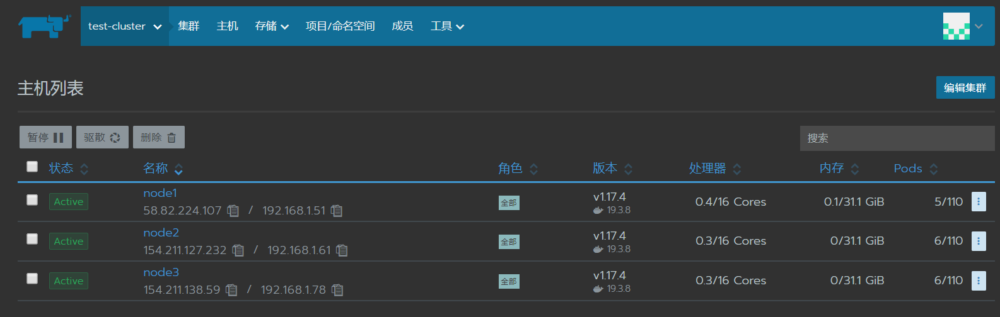 test-cluster 集群 主机 存储 项目/命名空间 成员 工具
主机列表 编辑集群
暂停 驱散 删除 搜索
状态 名称 角色 版本 处理器 内存 Pods
Active node1 全部 v1.17.4 0.4/16 Cores 0.1/31.1 GiB 5/110
58.82.224.107 / 192.168.1.51 19.3.8
Active node2 全部 v1.17.4 0.3/16 Cores 0/31.1 GiB 6/110
154.211.127.232 / 192.168.1.61 19.3.8
Active node3 全部 v1.17.4 0.3/16 Cores 0/31.1 GiB 6/110
154.211.138.59 / 192.168.1.78 19.3.8